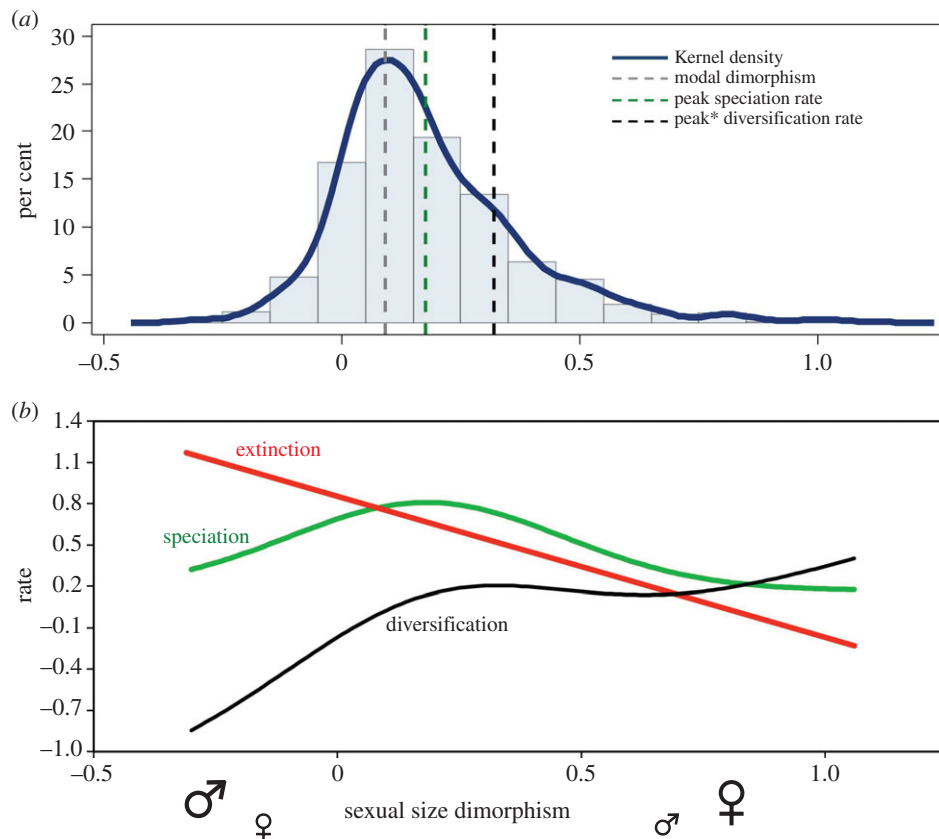 (a)
30
25
20
15
10
5
0
per cent
Kernel density
modal dimorphism
peak speciation rate
peak* diversification rate
–0.5 0 0.5 1.0
(b)
1.4
1.1
0.8
0.5
0.2
–0.1
–0.4
–0.7
–1.0
rate
extinction
speciation
diversification
–0.5 0 0.5 1.0
♂ ♀ sexual size dimorphism ♂ ♀